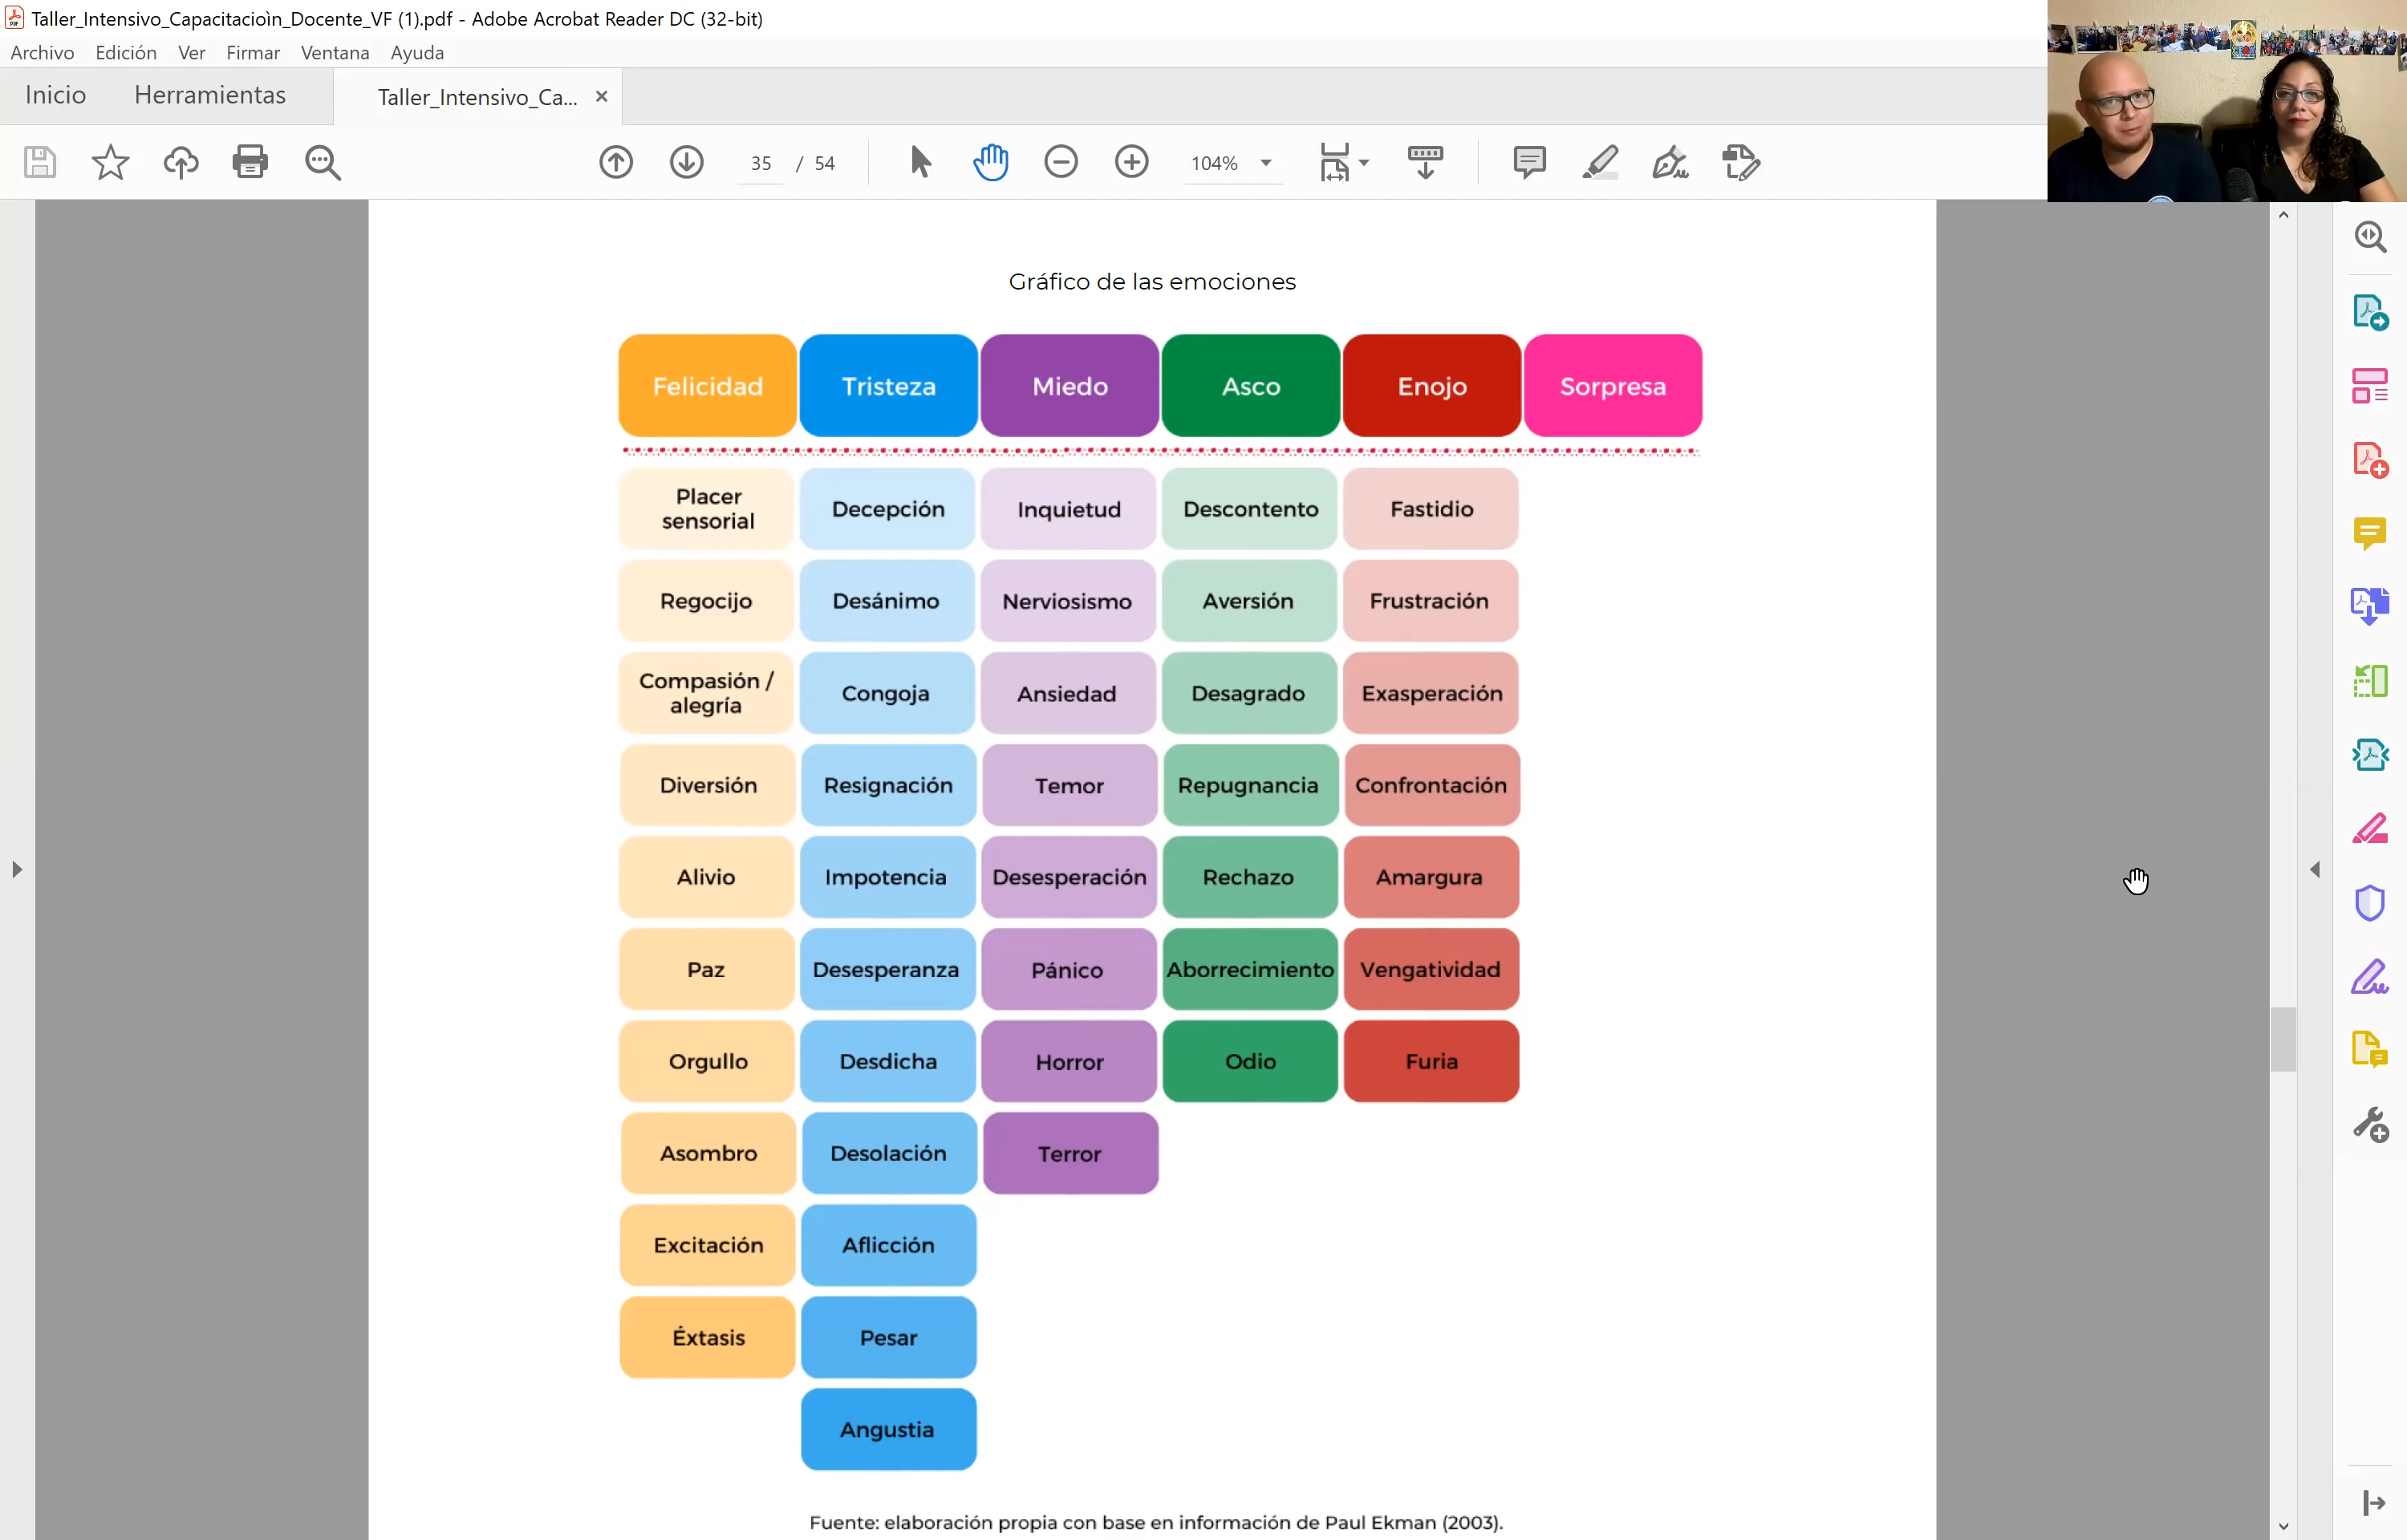 Taller_Intensivo_Capacitacioìn_Docente_VF (1).pdf - Adobe Acrobat Reader DC (32-bit)
Archivo Edición Ver Firmar Ventana Ayuda
Inicio Herramientas Taller_Intensivo_Ca... ×
35 / 54 104%
Gráfico de las emociones
Felicidad Tristeza Miedo Asco Enojo Sorpresa
Placer
sensorial Decepción Inquietud Descontento Fastidio
Regocijo Desánimo Nerviosismo Aversión Frustración
Compasión /
alegría Congoja Ansiedad Desagrado Exasperación
Diversión Resignación Temor Repugnancia Confrontación
Alivio Impotencia Desesperación Rechazo Amargura
Paz Desesperanza Pánico Aborrecimiento Vengatividad
Orgullo Desdicha Horror Odio Furia
Asombro Desolación Terror
Excitación Aflicción
Éxtasis Pesar
Angustia
Fuente: elaboración propia con base en información de Paul Ekman (2003).